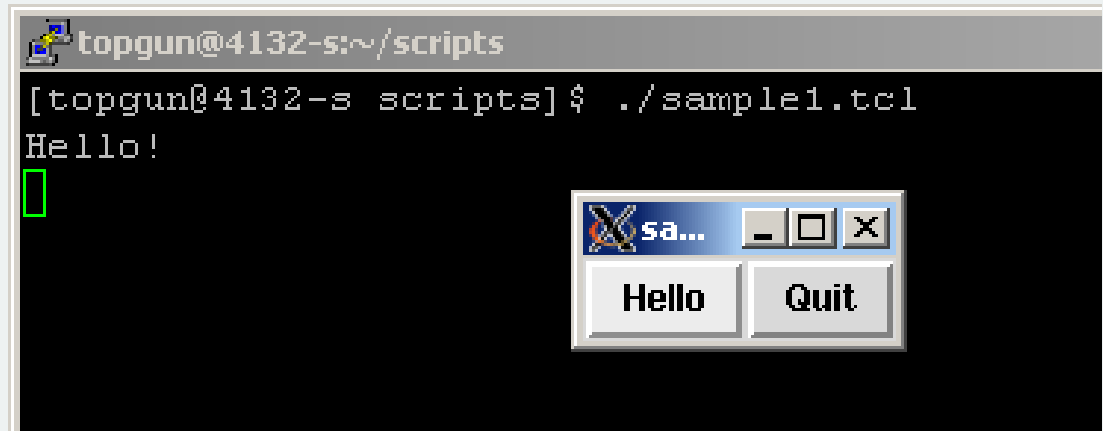 topgun@4132-s:~/scripts
[topgun@4132-s scripts]$ ./sample1.tcl
Hello!
sa...
Hello Quit